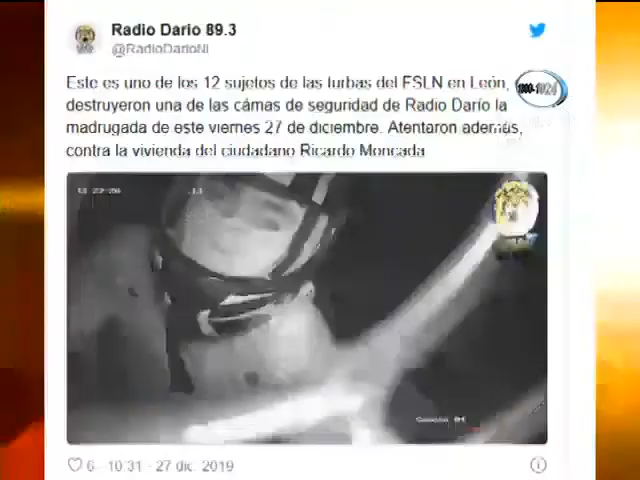 Radio Dario 89.3
@RadioDarioNi
Este es uno de los 12 sujetos de las turbas del FSLN en León,
destruyeron una de las cámas de seguridad de Radio Darío la
madrugada de este viernes 27 de diciembre. Atentaron además,
contra la vivienda del ciudadano Ricardo Moncada
6 · 10:31 · 27 dic. 2019